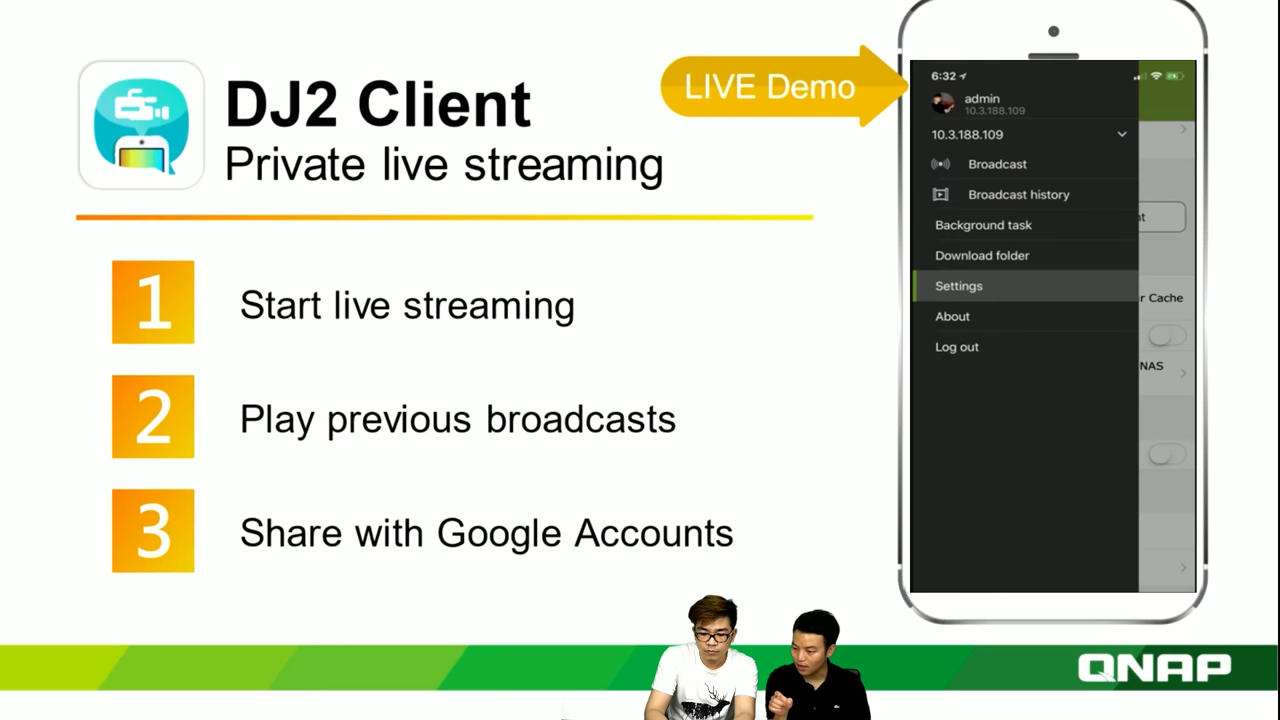 DJ2 Client
Private live streaming
LIVE Demo
1
Start live streaming
2
Play previous broadcasts
3
Share with Google Accounts
6:32
admin
10.3.188.109
10.3.188.109
Broadcast
Broadcast history
Background task
Download folder
Settings
About
Log out
nt
r Cache
NAS
QNAP